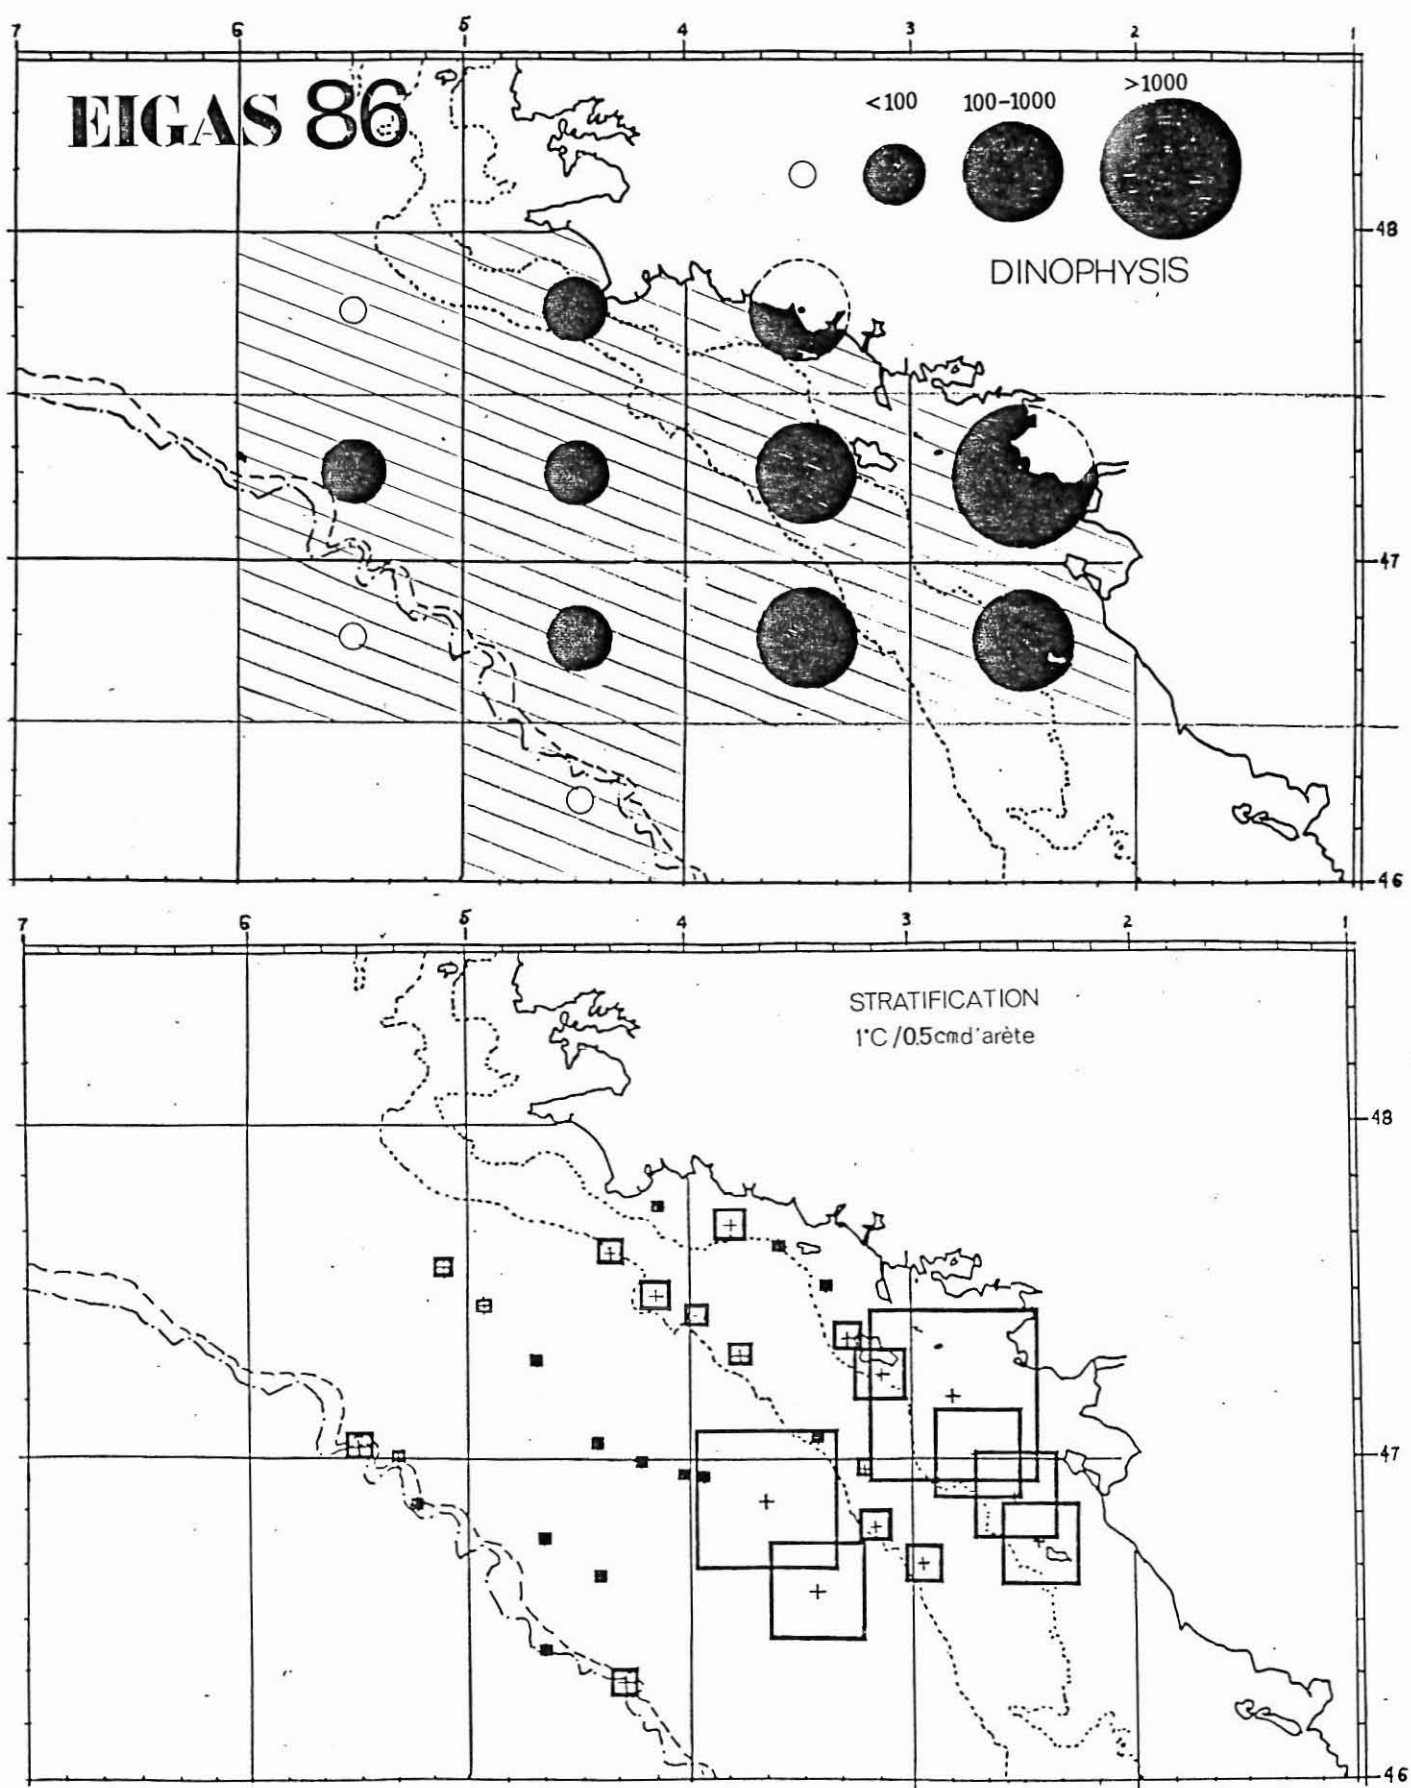 7 6 5 4 3 2 1
EIGAS 86
<100 100-1000 >1000
48
DINOPHYSIS
47
46
7 6 5 4 3 2 1
STRATIFICATION
1°C/0.5cmd'arète
48
47
46